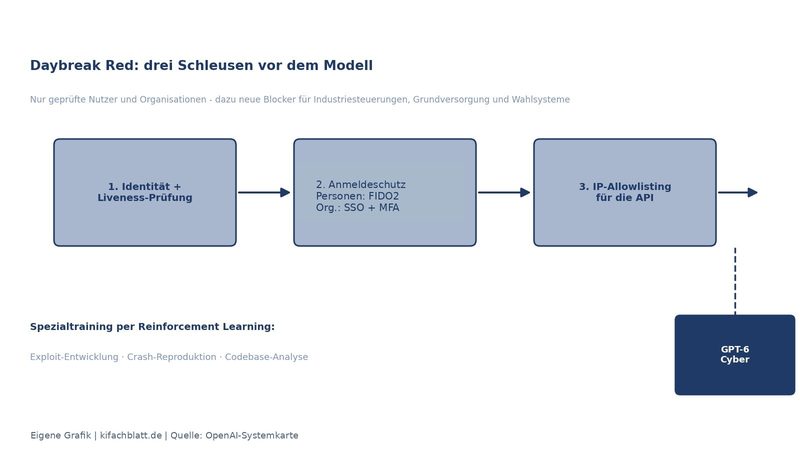 Daybreak Red: drei Schleusen vor dem Modell
Nur geprüfte Nutzer und Organisationen - dazu neue Blocker für Industriesteuerungen, Grundversorgung und Wahlsysteme
1. Identität +
Liveness-Prüfung
2. Anmeldeschutz
Personen: FIDO2
Org.: SSO + MFA
3. IP-Allowlisting
für die API
Spezialtraining per Reinforcement Learning:
Exploit-Entwicklung · Crash-Reproduktion · Codebase-Analyse
GPT-6
Cyber
Eigene Grafik | kifachblatt.de | Quelle: OpenAI-Systemkarte